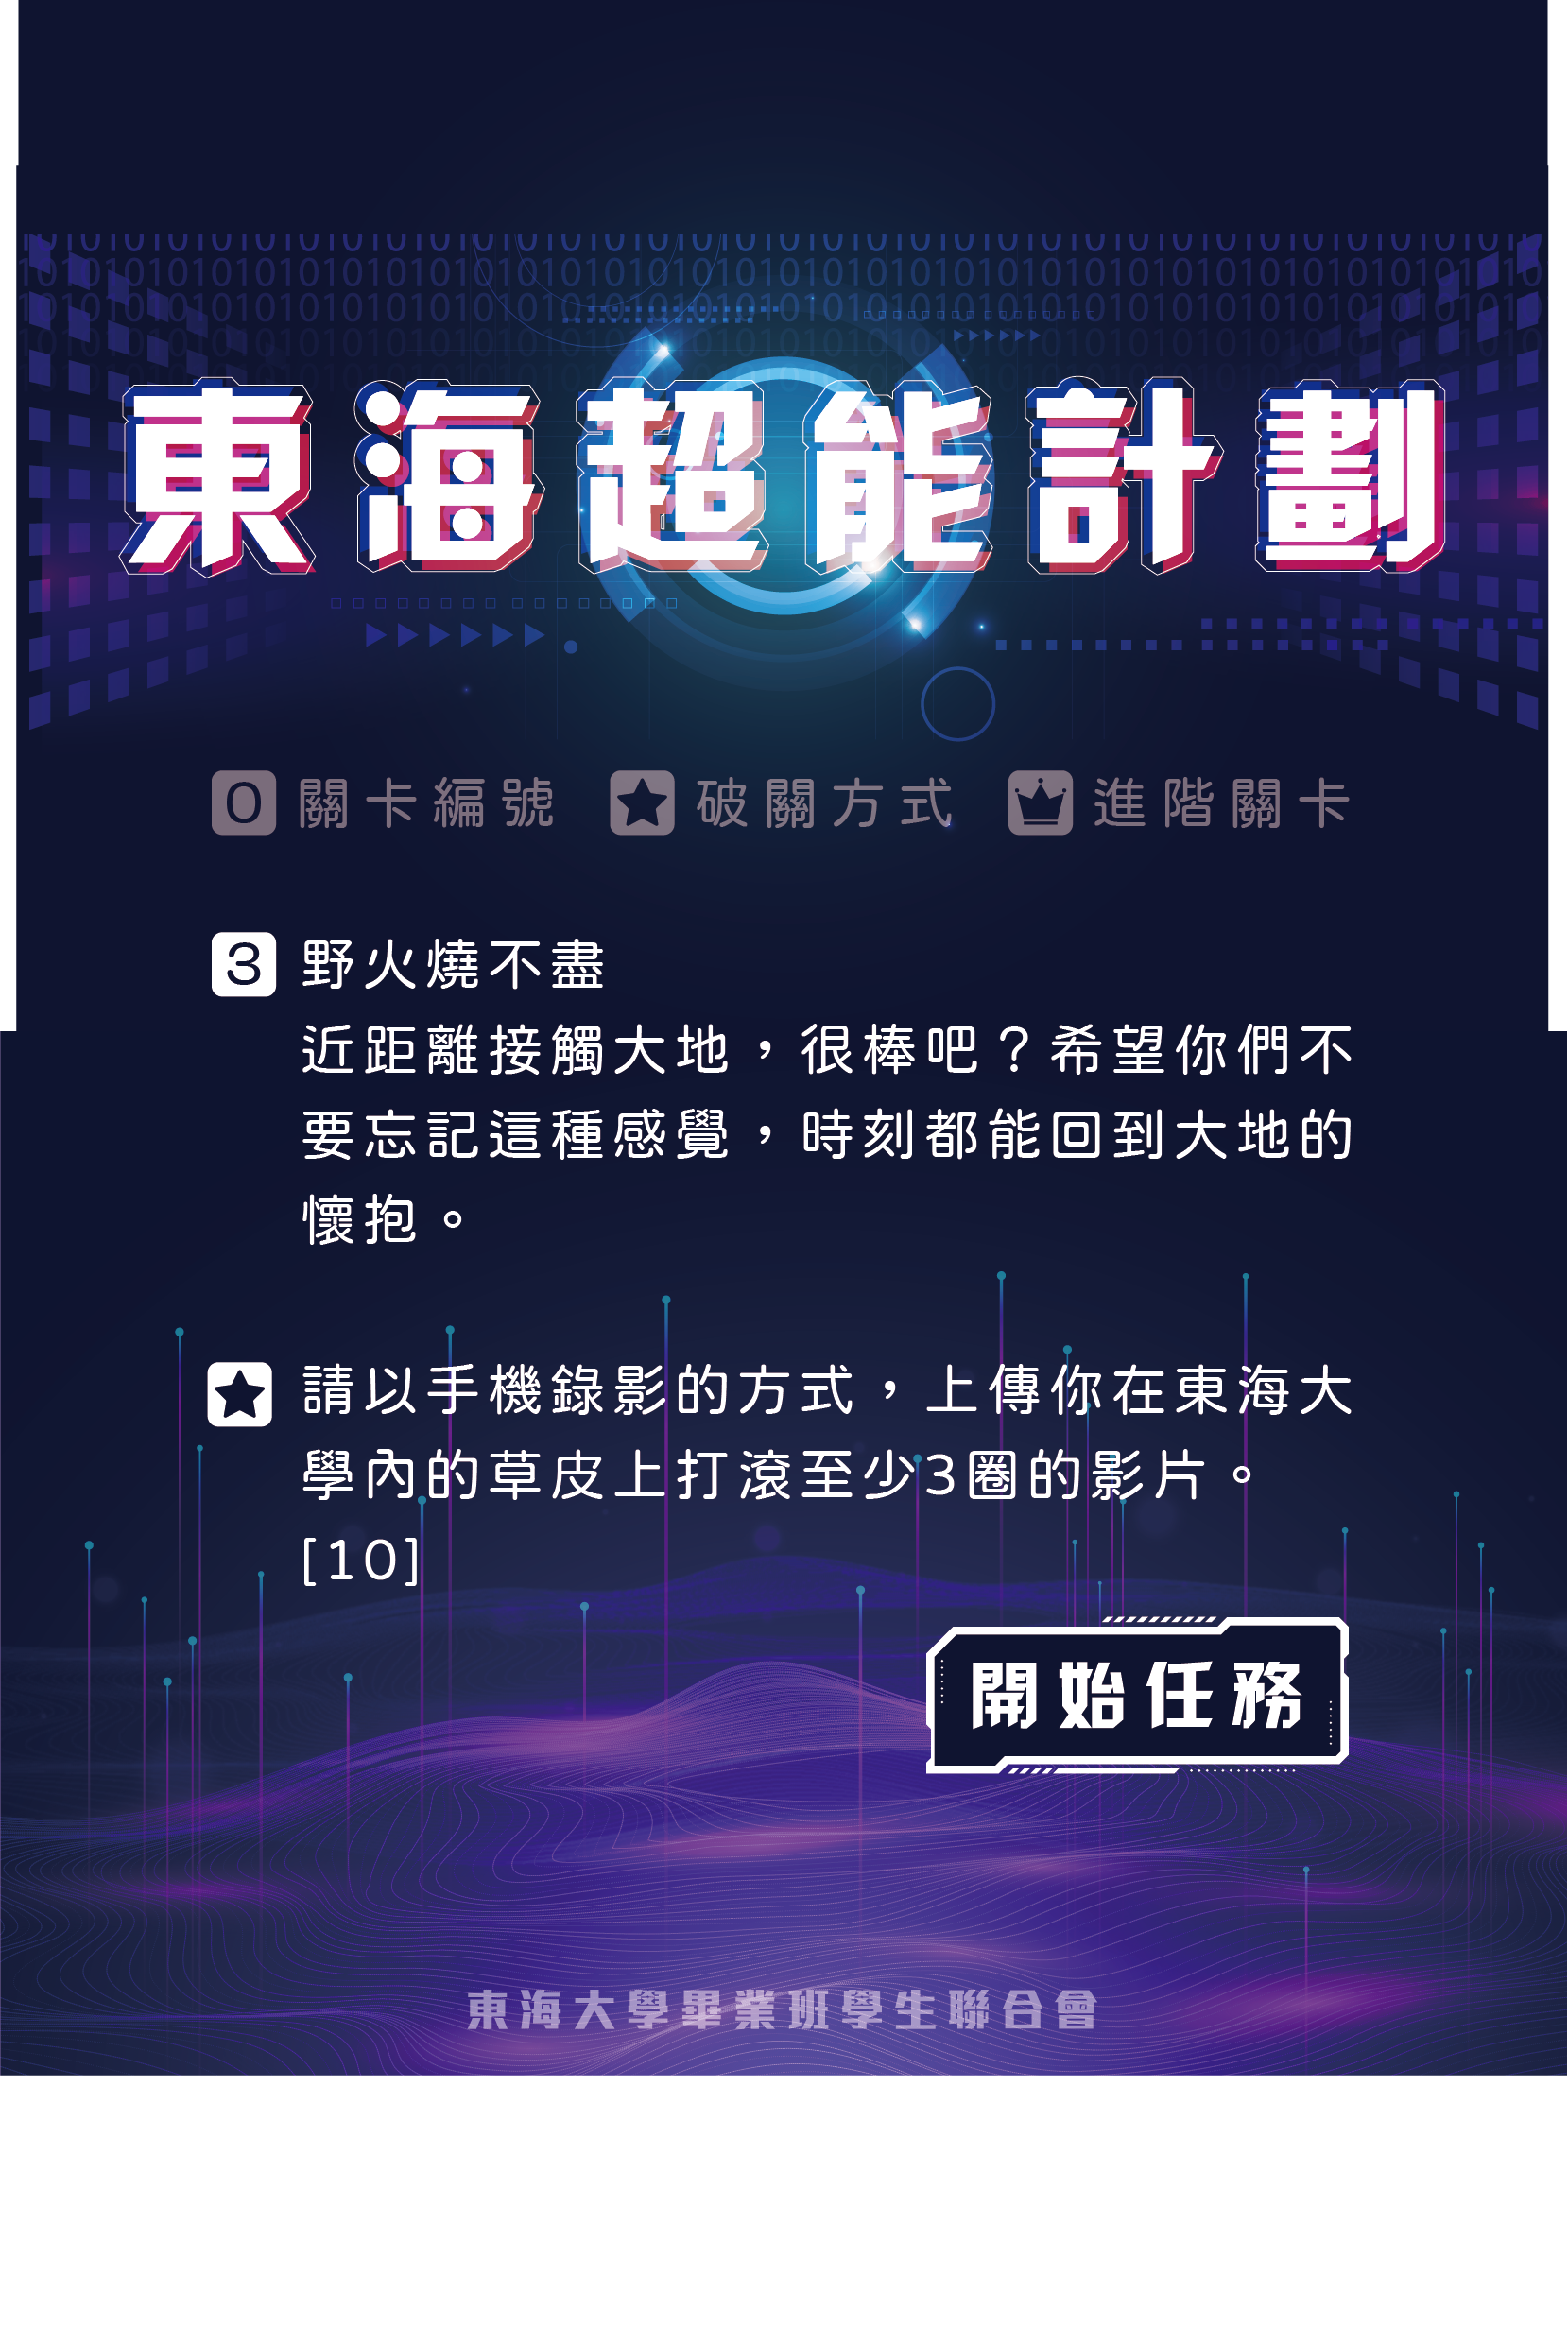 東海超能計劃
0 關卡編號 ★ 破關方式 進階關卡
3 野火燒不盡
近距離接觸大地，很棒吧？希望你們不
要忘記這種感覺，時刻都能回到大地的
懷抱。
★ 請以手機錄影的方式，上傳你在東海大
學內的草皮上打滾至少3圈的影片。
[10]
開始任務
東海大學畢業班學生聯合會